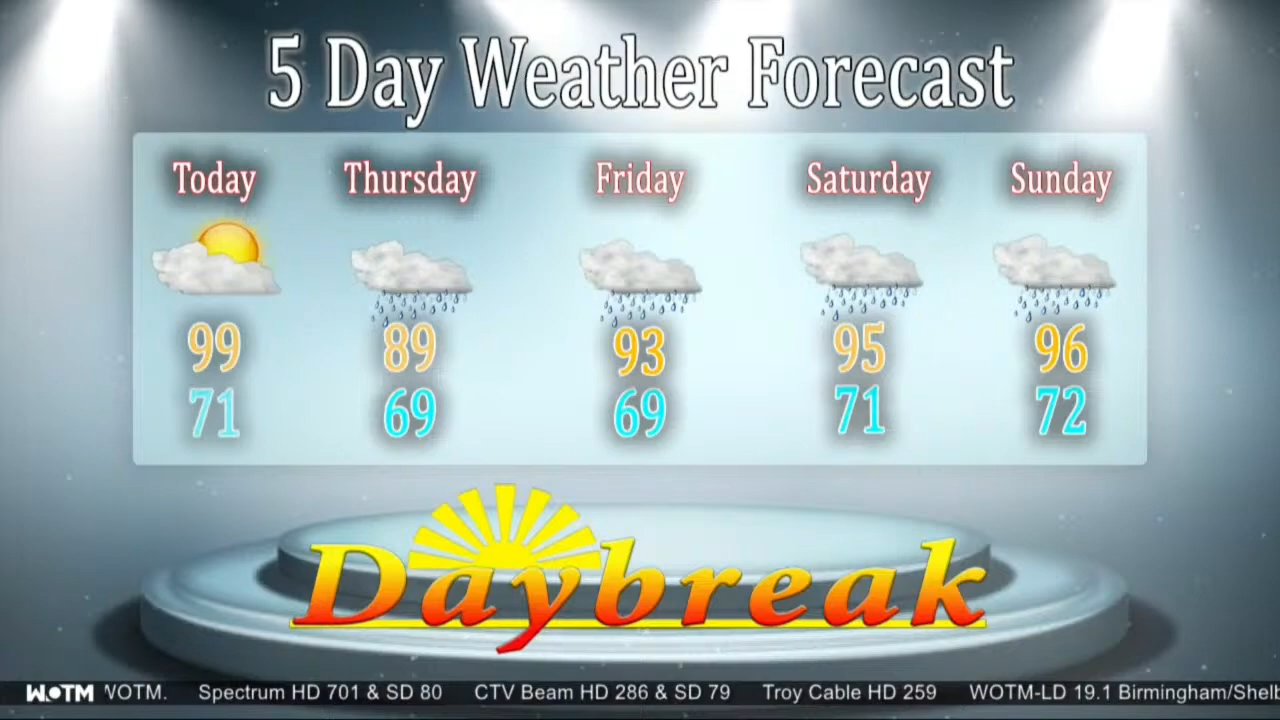 5 Day Weather Forecast
Today Thursday Friday Saturday Sunday
99 89 93 95 96
71 69 69 71 72
Daybreak
WOTM WOTM. Spectrum HD 701 & SD 80 CTV Beam HD 286 & SD 79 Troy Cable HD 259 WOTM-LD 19.1 Birmingham/Shelb